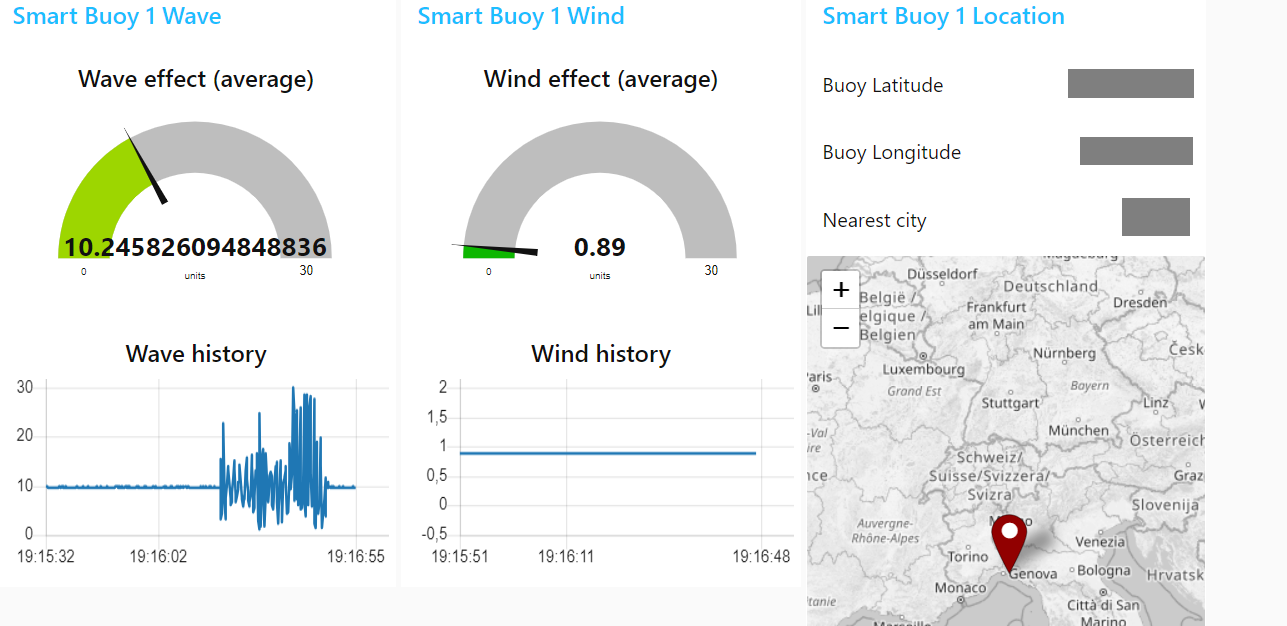 Smart Buoy 1 Wave
Wave effect (average)
10.245826094848836
0
units
30
Wave history
30
20
10
0
19:15:32
19:16:02
19:16:55
Smart Buoy 1 Wind
Wind effect (average)
0.89
0
units
30
Wind history
2
1,5
1
0,5
0
-0,5
19:15:51
19:16:11
19:16:48
Smart Buoy 1 Location
Buoy Latitude
Buoy Longitude
Nearest city
+
−
Düsseldorf
Deutschland
België /
elgique /
Belgien
Frankfurt
am Main
Dresden
Česk
Nürnberg
Luxembourg
aris
Grand Est
Bayern
Stuttgart
Linz
München
-Val
ire
Österreich
Schweiz/
Suisse/Svizzera/
Svizra
nce
Graz
Slovenija
Auvergne-
Rhône-Alpes
Venezia
Torino
Genova
Bologna
Hrvatsk
Monaco
tanie
Città di San
Marino